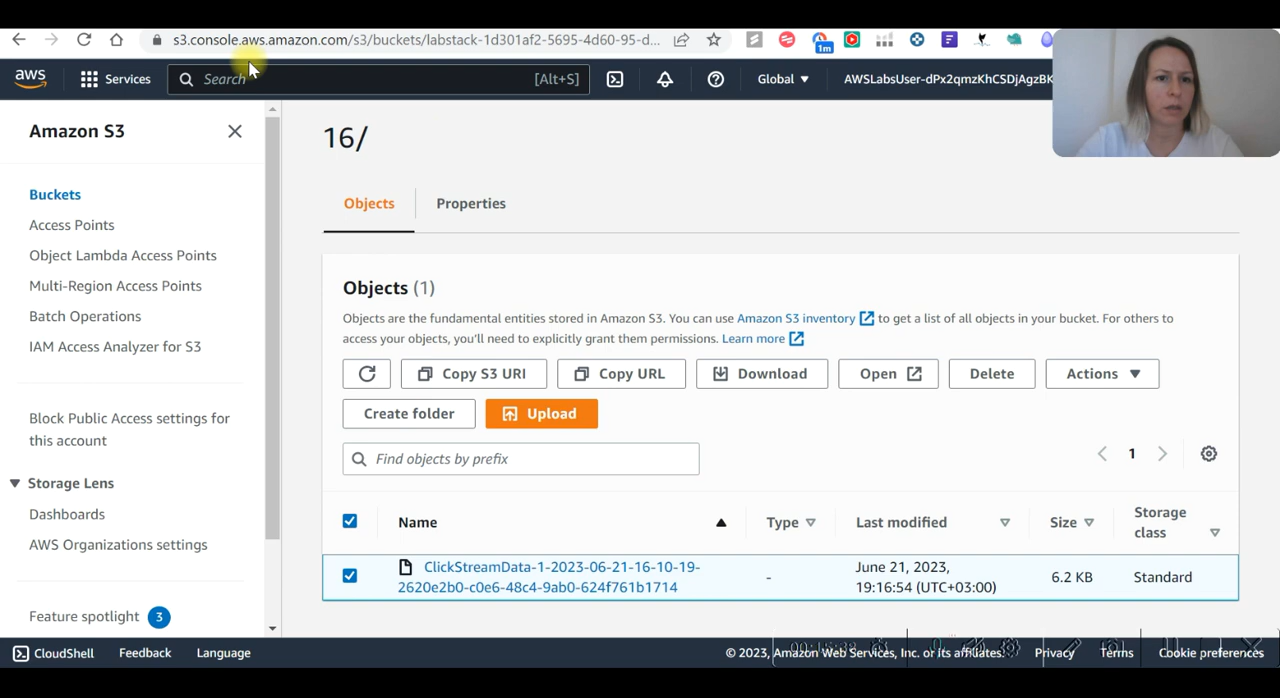 s3.console.aws.amazon.com/s3/buckets/labstack-1d301af2-5695-4d60-95-d...
1m
aws
Services
Search
[Alt+S]
Global
AWSLabsUser-dPx2qmzKhCSDjAgzBK
Amazon S3
Buckets
Access Points
Object Lambda Access Points
Multi-Region Access Points
Batch Operations
IAM Access Analyzer for S3
Block Public Access settings for
this account
Storage Lens
Dashboards
AWS Organizations settings
Feature spotlight 3
16/
Objects
Properties
Objects (1)
Objects are the fundamental entities stored in Amazon S3. You can use Amazon S3 inventory to get a list of all objects in your bucket. For others to
access your objects, you'll need to explicitly grant them permissions. Learn more
Copy S3 URI
Copy URL
Download
Open
Delete
Actions
Create folder
Upload
Find objects by prefix
1
Name
Type
Last modified
Size
Storage
class
ClickStreamData-1-2023-06-21-16-10-19-
2620e2b0-c0e6-48c4-9ab0-624f761b1714
-
June 21, 2023,
19:16:54 (UTC+03:00)
6.2 KB
Standard
CloudShell
Feedback
Language
© 2023, Amazon Web Services, Inc. or its affiliates.
Privacy
Terms
Cookie preferences